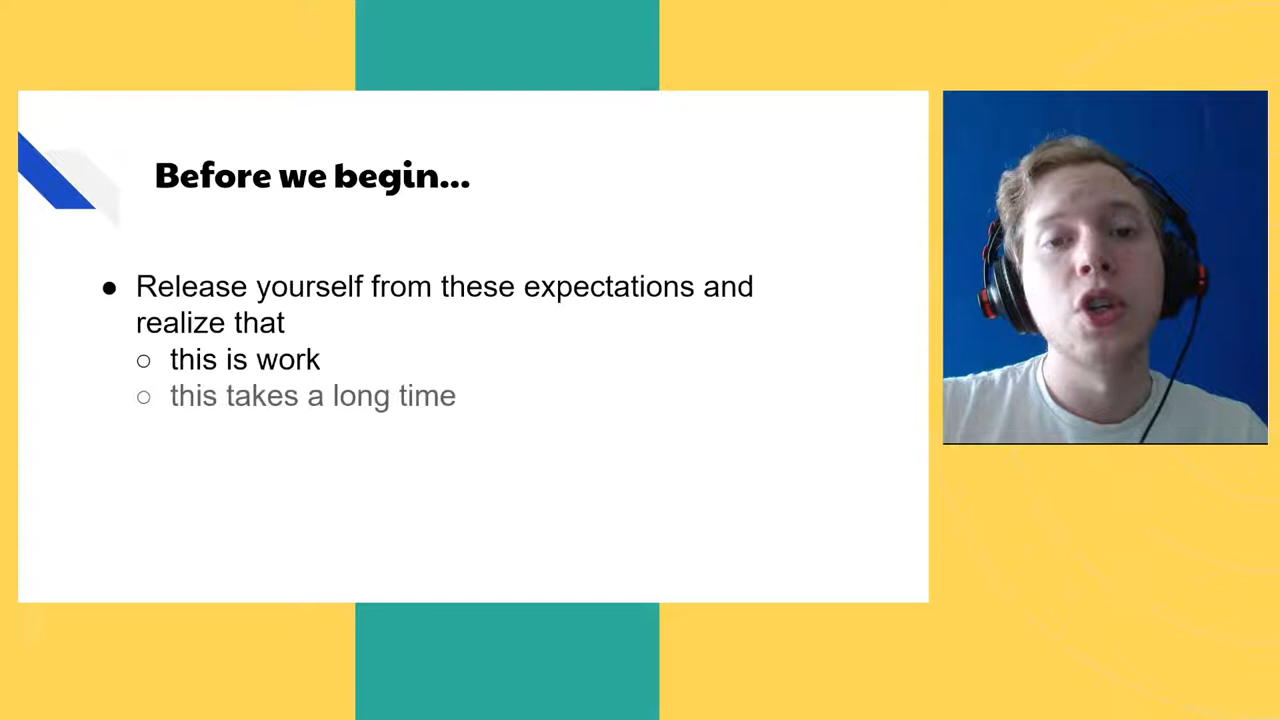 Before we begin...
● Release yourself from these expectations and
realize that
○ this is work
○ this takes a long time